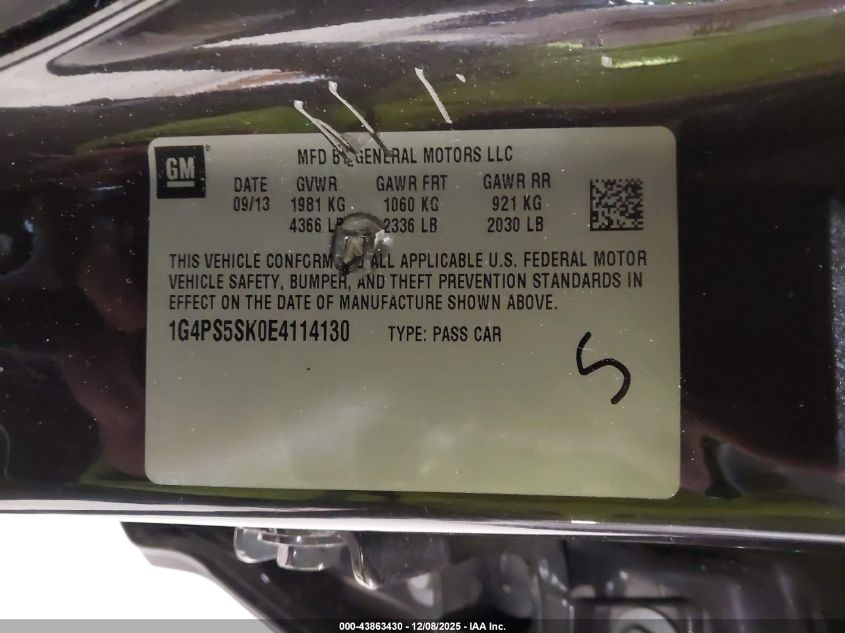 GM
MFD BY GENERAL MOTORS LLC
DATE GVWR GAWR FRT GAWR RR
09/13 1981 KG 1060 KG 921 KG
4366 LB 2336 LB 2030 LB
THIS VEHICLE CONFORM ALL APPLICABLE U.S. FEDERAL MOTOR
VEHICLE SAFETY, BUMPER, AND THEFT PREVENTION STANDARDS IN
EFFECT ON THE DATE OF MANUFACTURE SHOWN ABOVE.
1G4PS5SK0E4114130 TYPE: PASS CAR
5
000-43863430 - 12/08/2025 - IAA Inc.